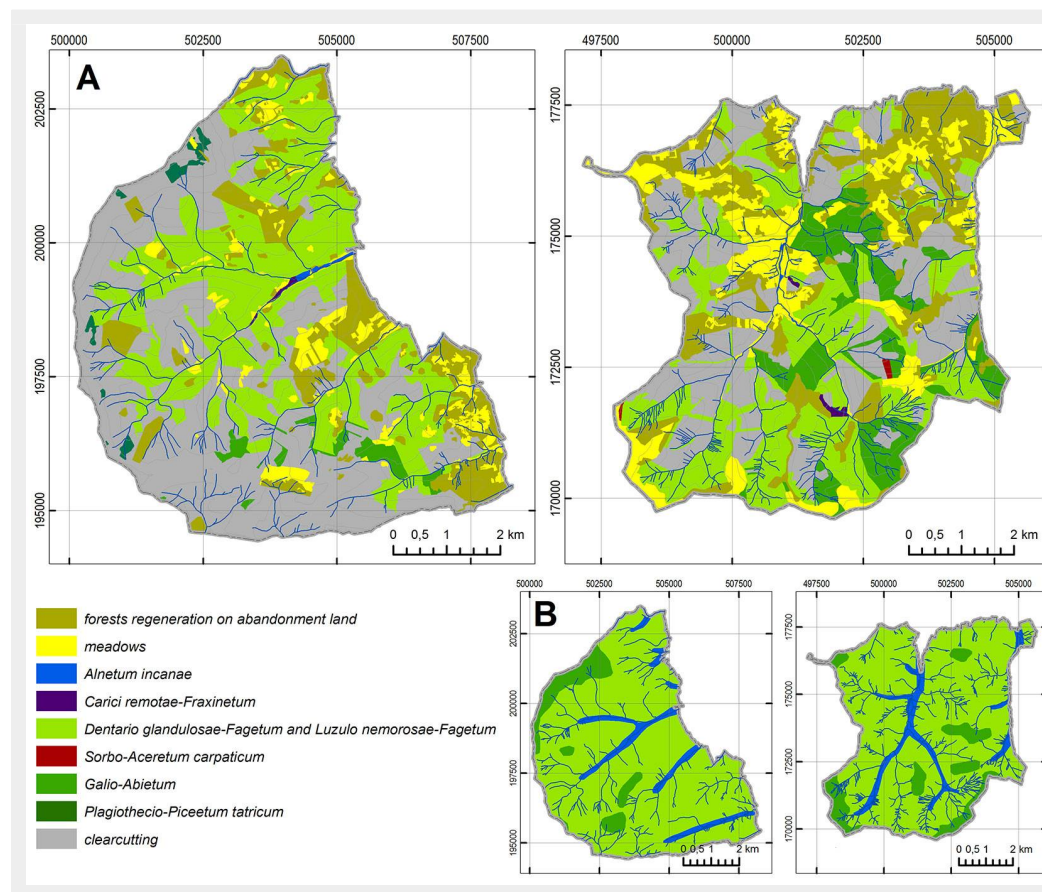 500000 502500 505000 507500
A
202500
200000
197500
195000
0 0,5 1 2 km
497500 500000 502500 505000
177500
175000
172500
170000
0 0,5 1 2 km
forests regeneration on abandonment land
meadows
Alnetum incanae
Carici remotae-Fraxinetum
Dentario glandulosae-Fagetum and Luzulo nemorosae-Fagetum
Sorbo-Aceretum carpaticum
Galio-Abietum
Plagiothecio-Piceetum tatricum
clearcutting
500000 502500 505000 507500
B
202500
200000
197500
195000
0 0,5 1 2 km
497500 500000 502500 505000
177500
175000
172500
170000
0 0,5 1 2 km